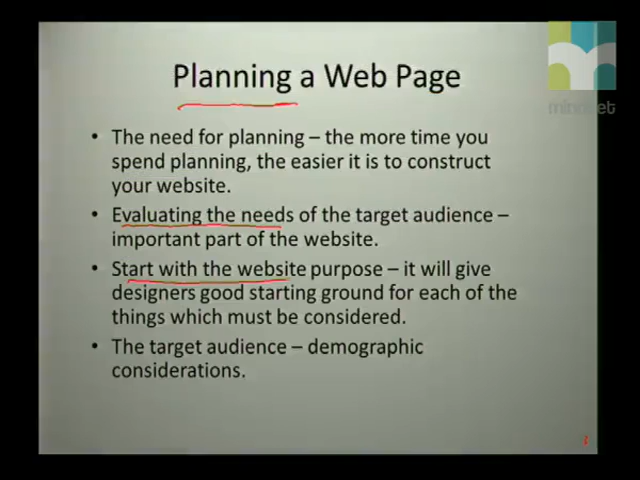 Planning a Web Page
• The need for planning – the more time you
spend planning, the easier it is to construct
your website.
• Evaluating the needs of the target audience –
important part of the website.
• Start with the website purpose – it will give
designers good starting ground for each of the
things which must be considered.
• The target audience – demographic
considerations.
mindset